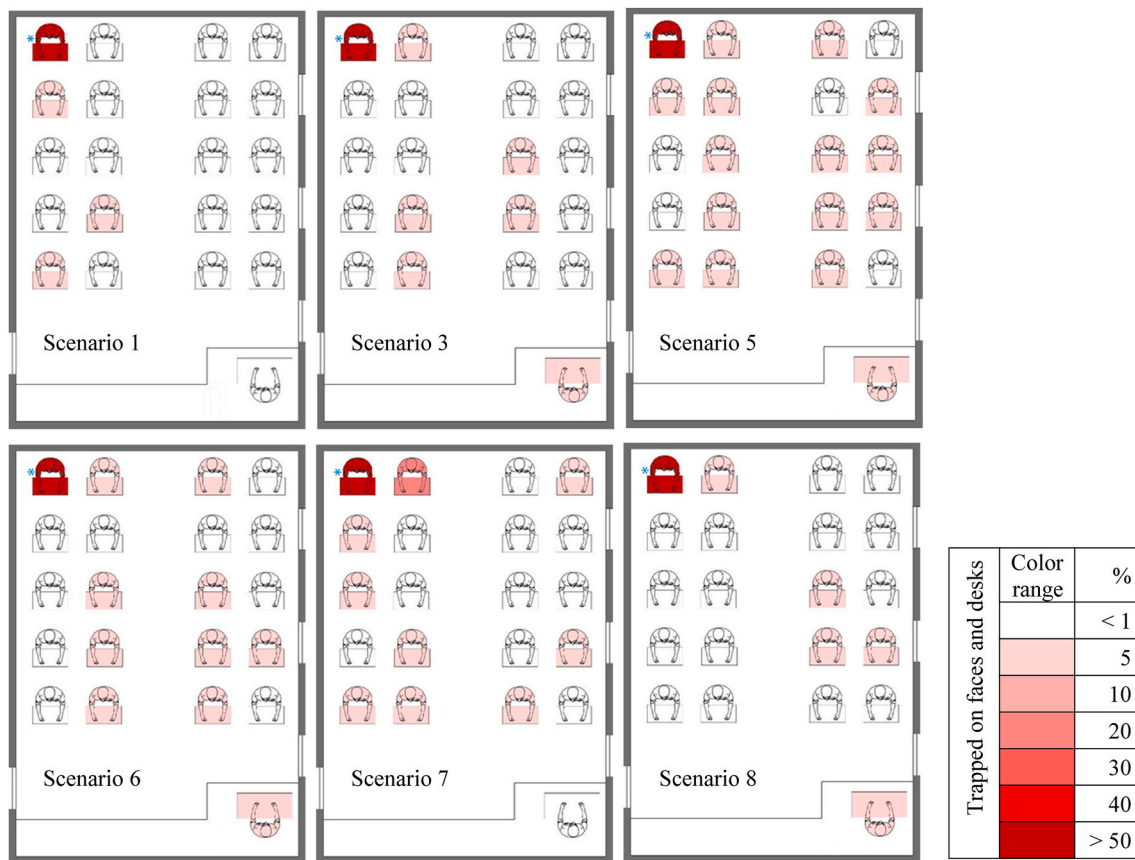 *
*
*
Scenario 1
Scenario 3
Scenario 5
*
*
*
Scenario 6
Scenario 7
Scenario 8
Trapped on faces and desks
Color range
%
< 1
5
10
20
30
40
> 50